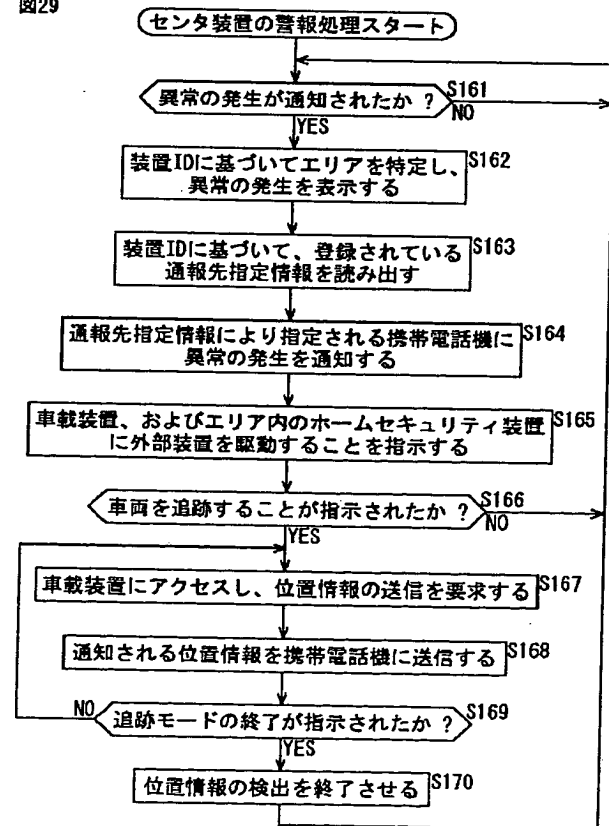 図29
センタ装置の警報処理スタート
異常の発生が通知されたか ?
S161
NO
YES
装置IDに基づいてエリアを特定し、
異常の発生を表示する
S162
装置IDに基づいて、登録されている
通報先指定情報を読み出す
S163
通報先指定情報により指定される携帯電話機に
異常の発生を通知する
S164
車載装置、およびエリア内のホームセキュリティ装置
に外部装置を駆動することを指示する
S165
車両を追跡することが指示されたか ?
S166
NO
YES
車載装置にアクセスし、位置情報の送信を要求する
S167
通知される位置情報を携帯電話機に送信する
S168
NO
追跡モードの終了が指示されたか ?
S169
YES
位置情報の検出を終了させる
S170